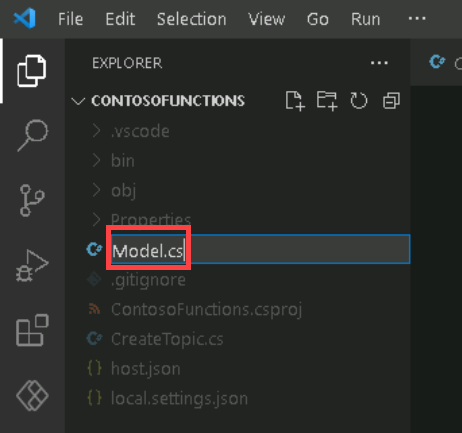 File Edit Selection View Go Run ...
EXPLORER ...
CONTOSOFUNCTIONS
.vscode
bin
obj
Properties
Model.cs
.gitignore
ContosoFunctions.csproj
CreateTopic.cs
{} host.json
{} local.settings.json